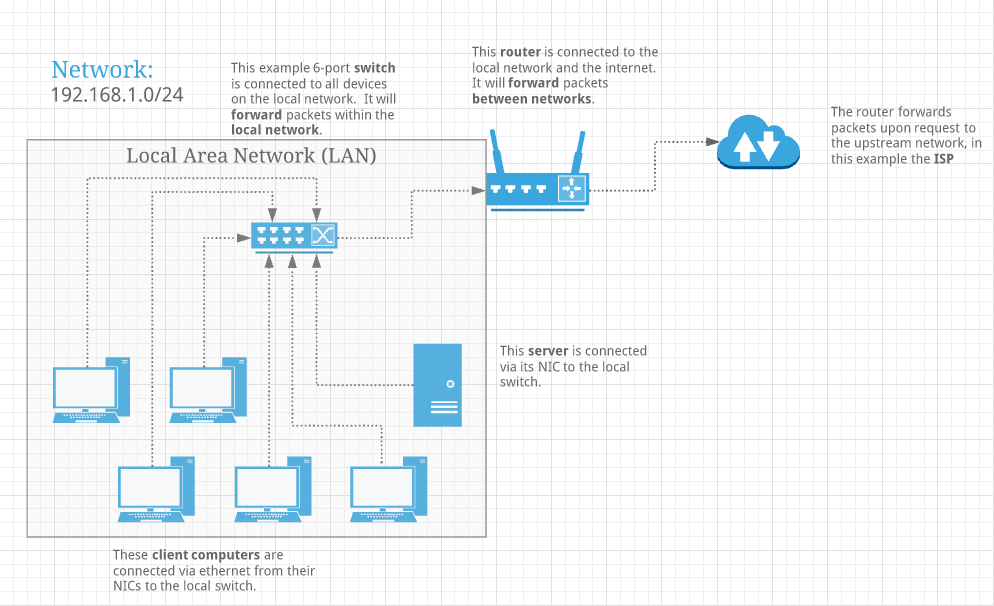 Network:
192.168.1.0/24
This example 6-port switch
is connected to all devices
on the local network. It will
forward packets within the
local network.
This router is connected to the
local network and the internet.
It will forward packets
between networks.
The router forwards
packets upon request to
the upstream network, in
this example the ISP
Local Area Network (LAN)
This server is connected
via its NIC to the local
switch.
These client computers are
connected via ethernet from their
NICs to the local switch.